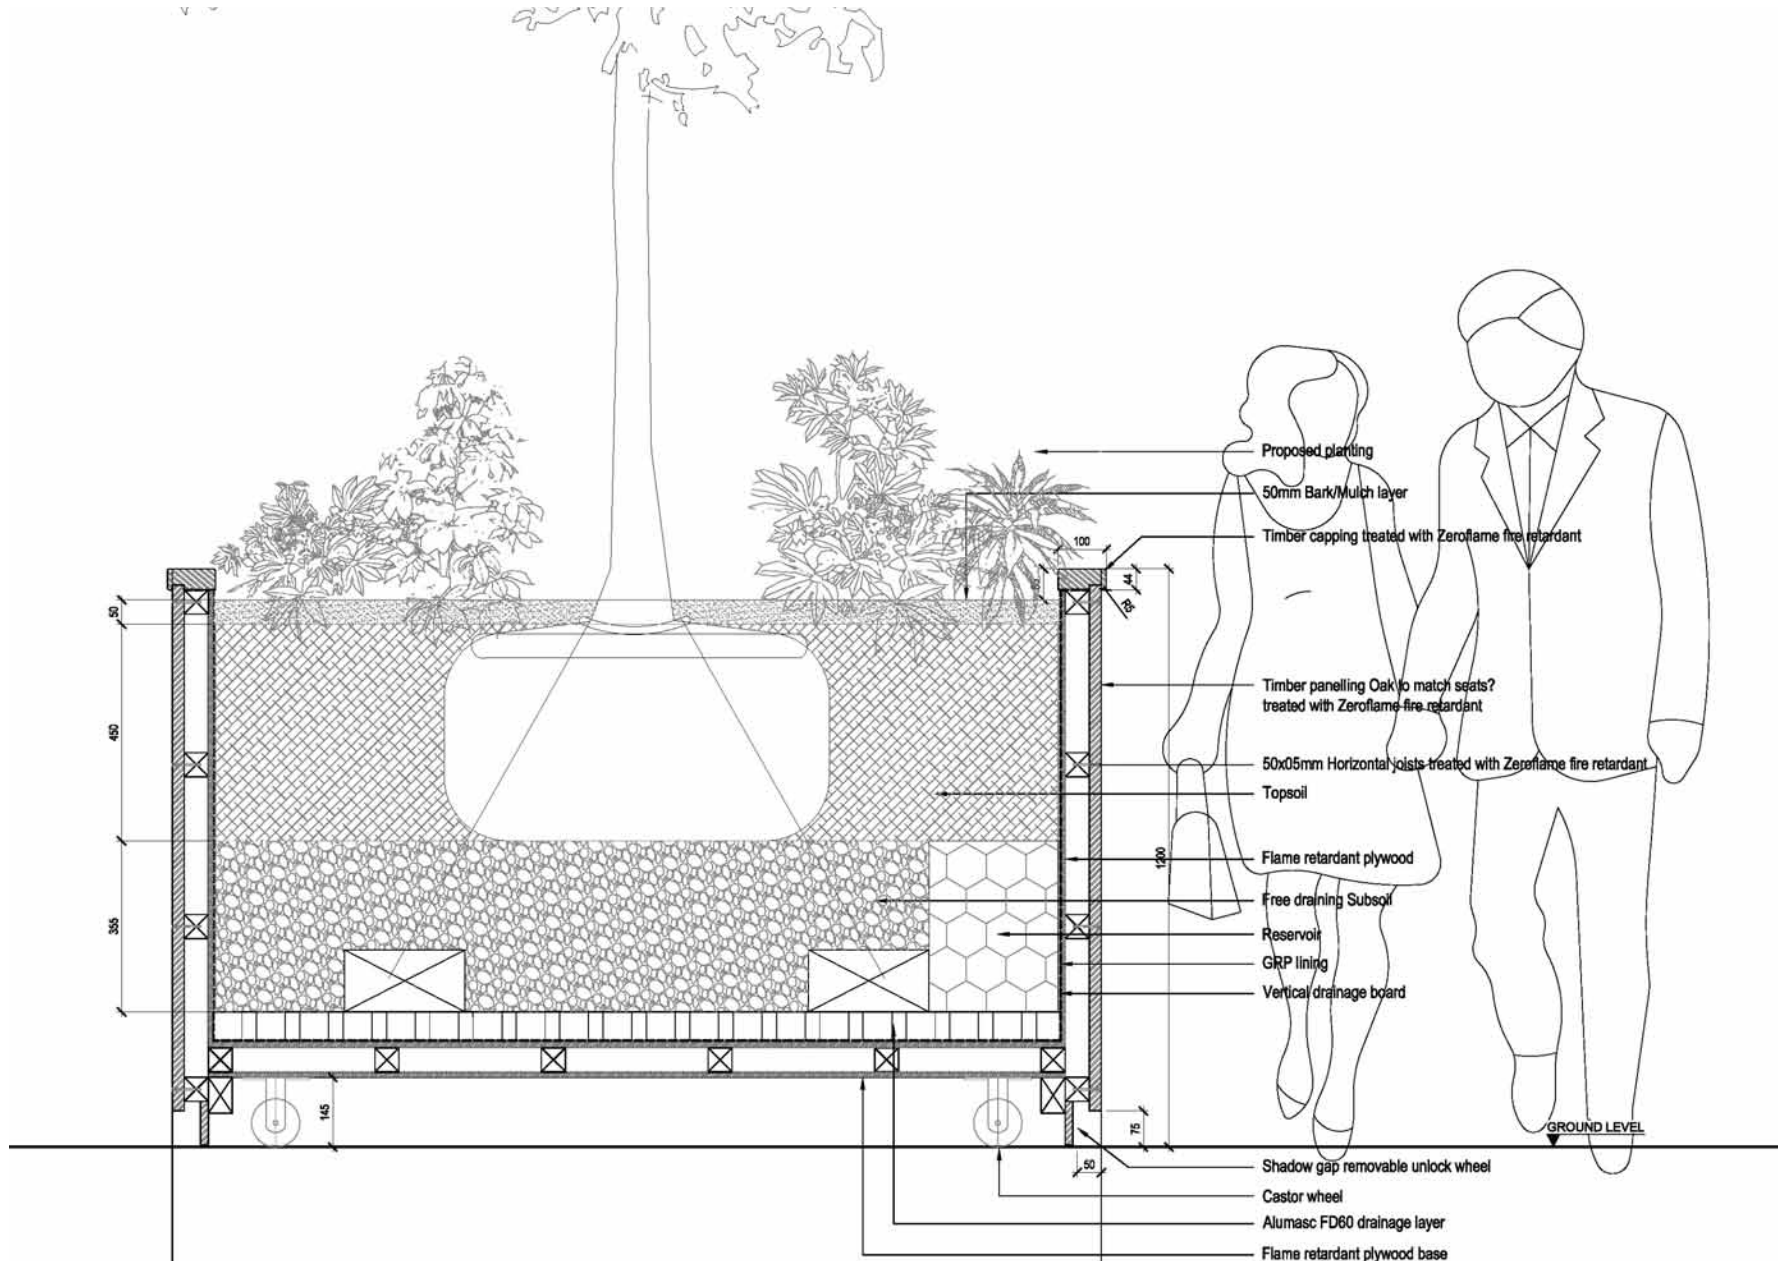 Proposed planting
50mm Bark/Mulch layer
100
Timber capping treated with Zeroflame fire retardant
44
R5
50
Timber panelling Oak to match seats?
treated with Zeroflame fire retardant
450
50x05mm Horizontal joists treated with Zeroflame fire retardant
Topsoil
1200
Flame retardant plywood
Free draining Subsoil
355
Reservoir
GRP lining
Vertical drainage board
145
75
GROUND LEVEL
50
Shadow gap removable unlock wheel
Castor wheel
Alumasc FD60 drainage layer
Flame retardant plywood base